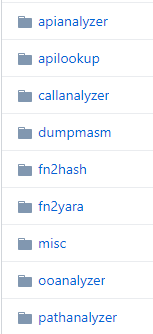 apianalyzer
apilookup
callanalyzer
dumpmasm
fn2hash
fn2yara
misc
ooanalyzer
pathanalyzer